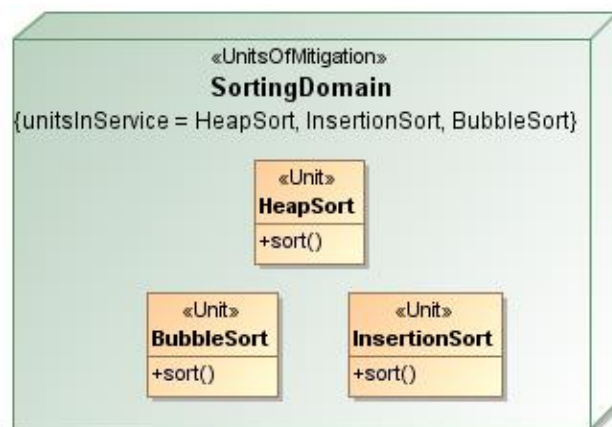 «UnitsOfMitigation»
SortingDomain
{unitsInService = HeapSort, InsertionSort, BubbleSort}
«Unit»
HeapSort
+sort()
«Unit»
BubbleSort
+sort()
«Unit»
InsertionSort
+sort()